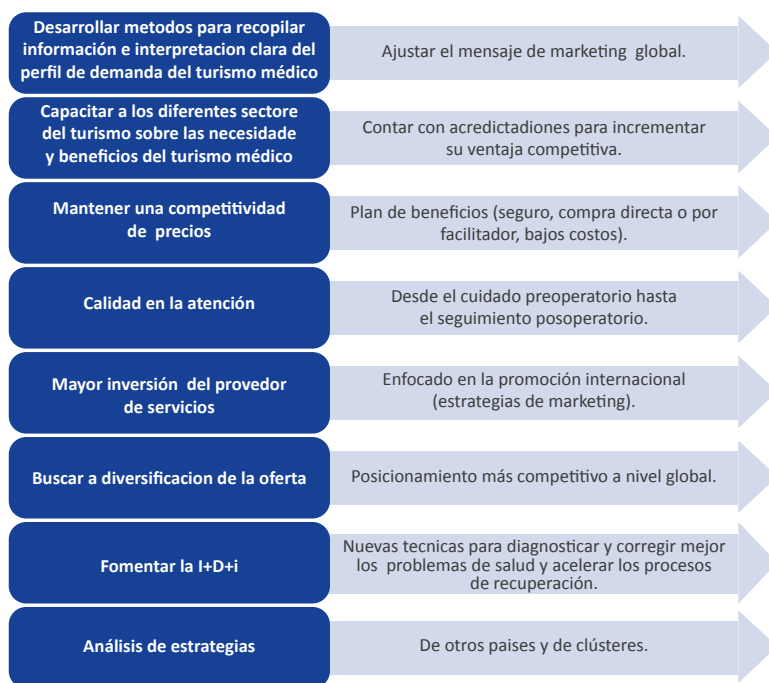 Desarrollar metodos para recopilar
información e interpretacion clara del
perfil de demanda del turismo médico
Ajustar el mensaje de marketing global.
Capacitar a los diferentes sectore
del turismo sobre las necesidade
y beneficios del turismo médico
Contar con acredictadiones para incrementar
su ventaja competitiva.
Mantener una competitividad
de precios
Plan de beneficios (seguro, compra directa o por
facilitador, bajos costos).
Calidad en la atención
Desde el cuidado preoperatorio hasta
el seguimiento posoperatorio.
Mayor inversión del provedor
de servicios
Enfocado en la promoción internacional
(estrategias de marketing).
Buscar a diversificacion de la oferta
Posicionamiento más competitivo a nivel global.
Fomentar la I+D+i
Nuevas tecnicas para diagnosticar y corregir mejor
los problemas de salud y acelerar los procesos
de recuperación.
Análisis de estrategias
De otros paises y de clústeres.